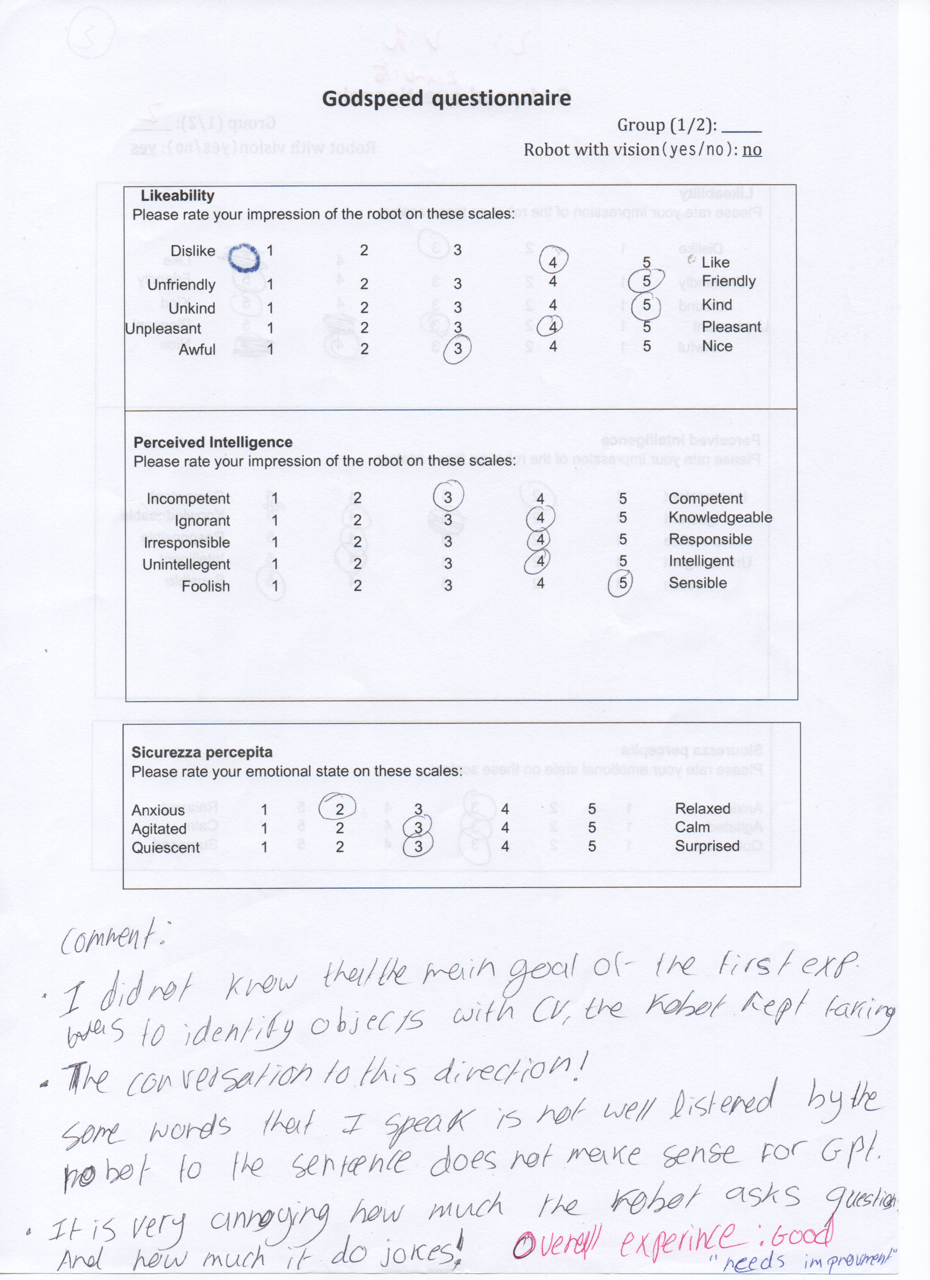 Godspeed questionnaire
Group (1/2): _____
Robot with vision(yes/no): no
Likeability
Please rate your impression of the robot on these scales:
Dislike 1 2 3 4 5 Like
Unfriendly 1 2 3 4 5 Friendly
Unkind 1 2 3 4 5 Kind
Unpleasant 1 2 3 4 5 Pleasant
Awful 1 2 3 4 5 Nice
Perceived Intelligence
Please rate your impression of the robot on these scales:
Incompetent 1 2 3 4 5 Competent
Ignorant 1 2 3 4 5 Knowledgeable
Irresponsible 1 2 3 4 5 Responsible
Unintellegent 1 2 3 4 5 Intelligent
Foolish 1 2 3 4 5 Sensible
Sicurezza percepita
Please rate your emotional state on these scales:
Anxious 1 2 3 4 5 Relaxed
Agitated 1 2 3 4 5 Calm
Quiescent 1 2 3 4 5 Surprised
Comment:
• I did not know that the main goal of the first exp.
was to identify objects with CV, the Robot kept taking
• The conversation to this direction!
some words that I speak is not well listened by the
robot to the sentence does not make sense for Gpt.
• It is very annoying how much the Robot asks question
And how much it do jokes!
Overall experince : Good
"needs improvment"